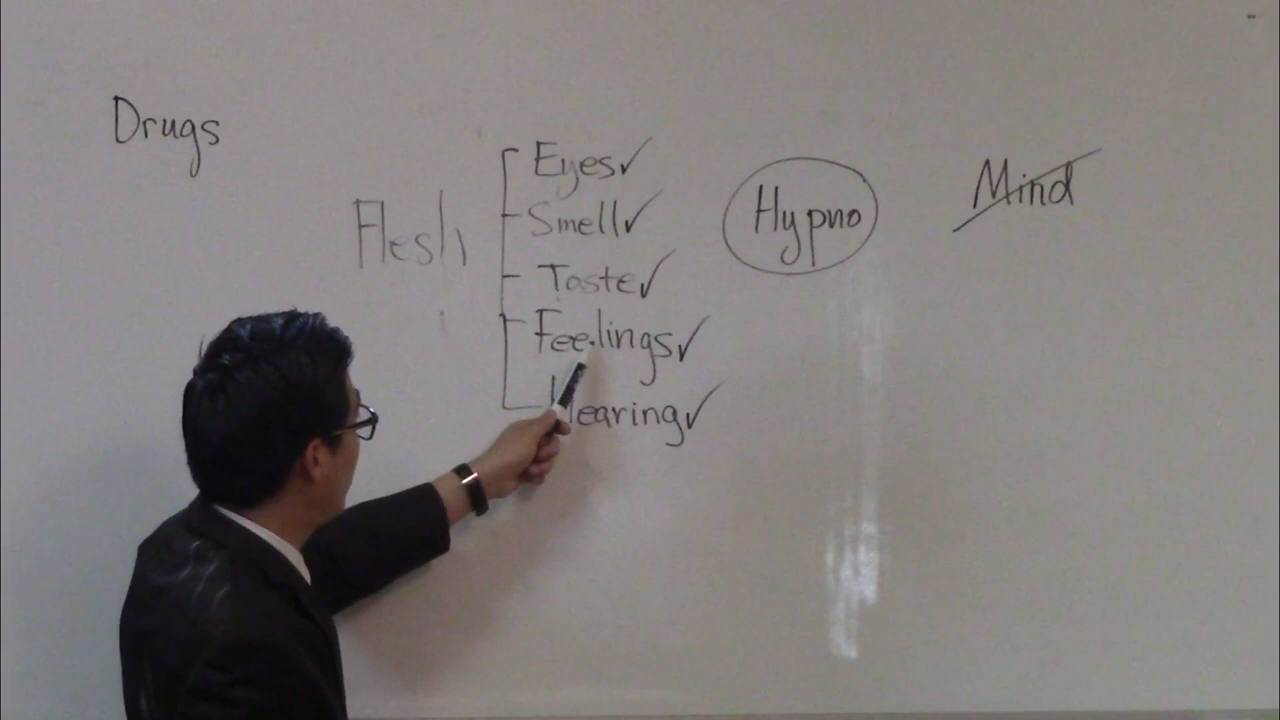 Drugs
Flesh
Eyes✓
Smell✓
Taste✓
Feelings✓
Hearing✓
Hypno
Mind